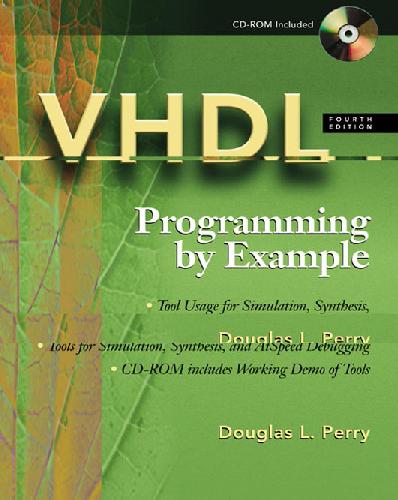 CD-ROM Included
VHDL
FOURTH
EDITION
Programming
by Example
• Tool Usage for Simulation, Synthesis,
Douglas L. Perry
• Tools for Simulation, Synthesis, and AtSpeed Debugging
• CD-ROM includes Working Demo of Tools
Douglas L. Perry